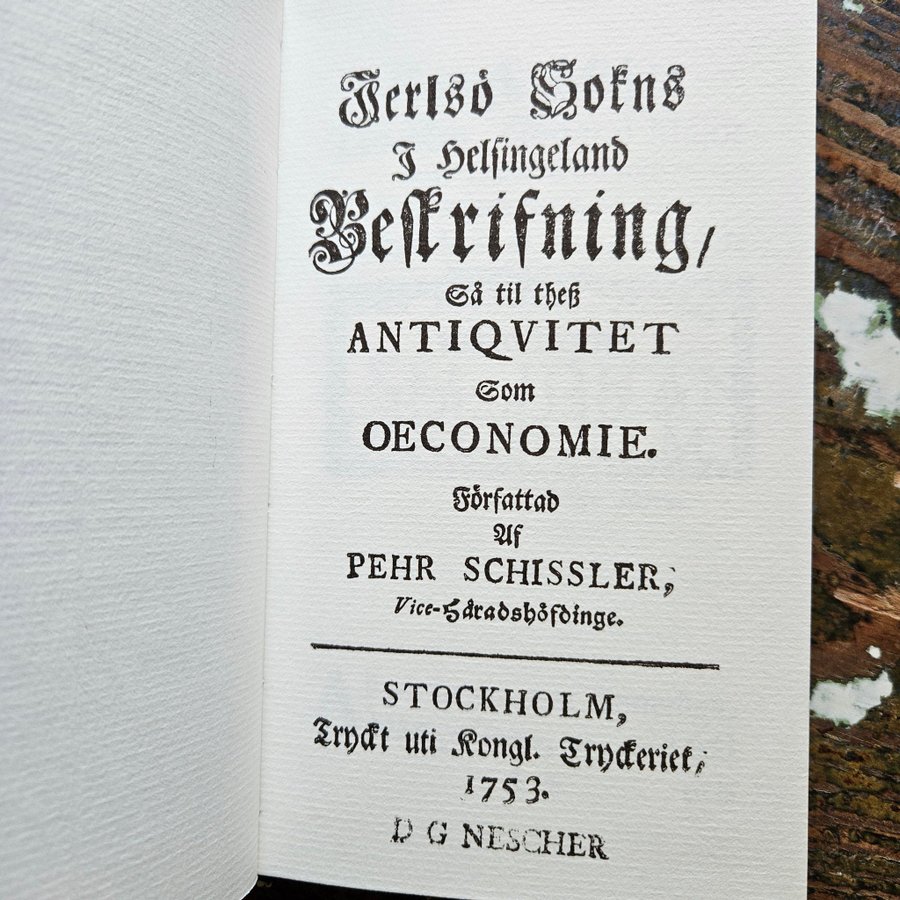 Jerlsö Sokns
J Helsingeland
Beskrifning,
Så til theß
ANTIQVITET
Som
OECONOMIE.
Författad
Af
PEHR SCHISSLER,
Vice-Häradshöfdinge.
STOCKHOLM,
Tryckt uti Kongl. Tryckeriet,
1753.
D G NESCHER